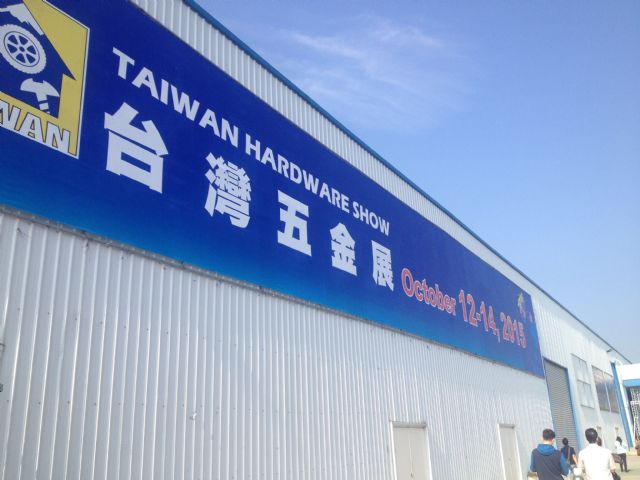 WAN
TAIWAN HARDWARE SHOW
台灣五金展
October 12-14, 2015